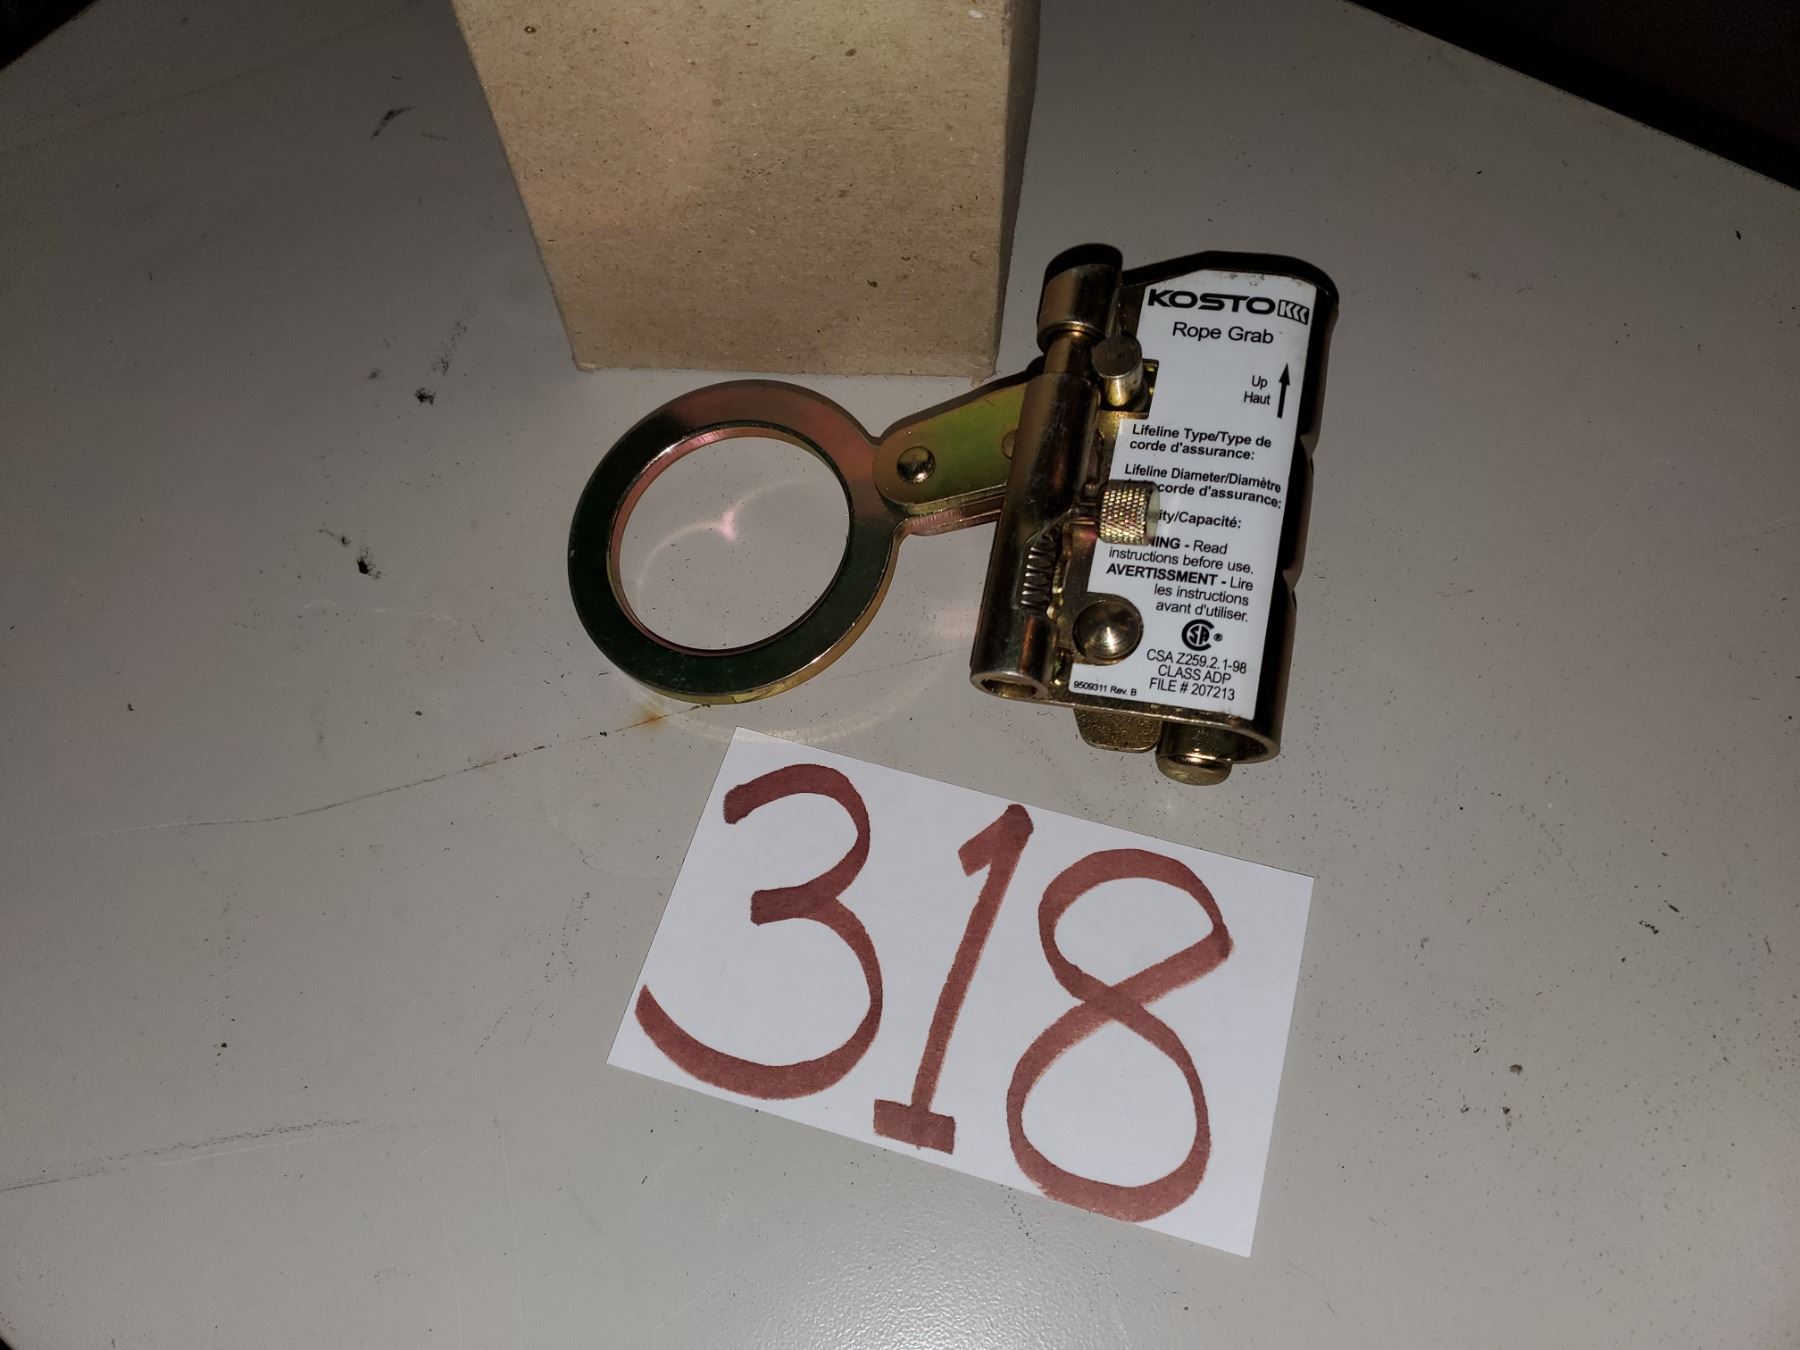 KOSTO
Rope Grab
Up
Haut
Lifeline Type/Type de
corde d'assurance:
Lifeline Diameter/Diamètre
corde d'assurance:
ity/Capacité:
NING - Read
instructions before use.
AVERTISSMENT - Lire
les instructions
avant d'utiliser.
CSA Z259.2.1-98
CLASS ADP
FILE # 207213
9509311 Rev. B
318